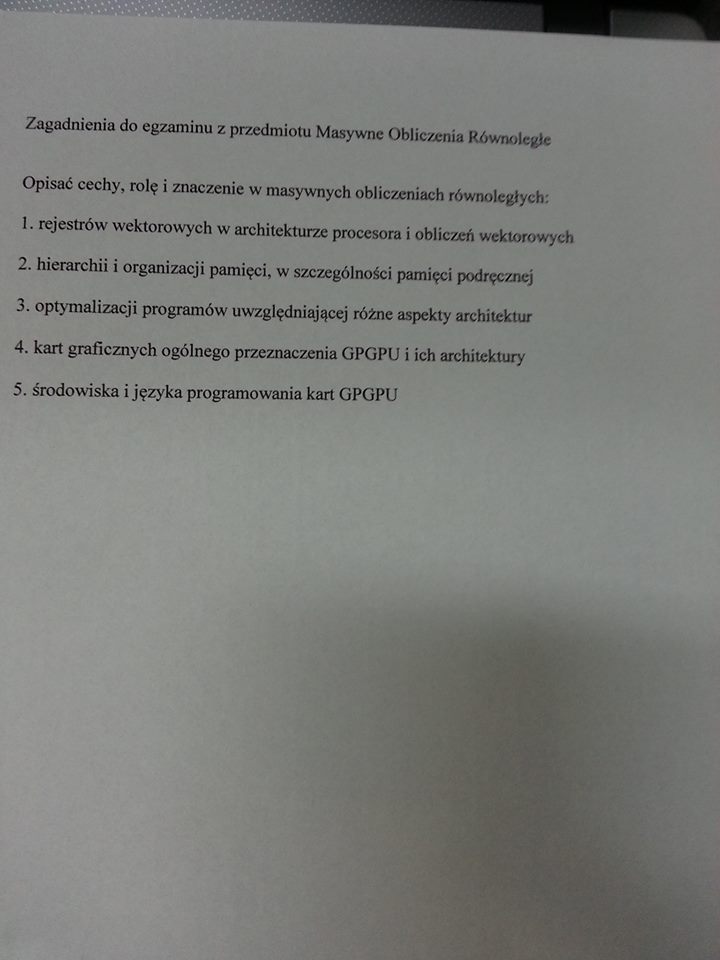 Zagadnienia do egzaminu z przedmiotu Masywne Obliczenia Równoległe
Opisać cechy, rolę i znaczenie w masywnych obliczeniach równoległych:
1. rejestrów wektorowych w architekturze procesora i obliczeń wektorowych
2. hierarchii i organizacji pamięci, w szczególności pamięci podręcznej
3. optymalizacji programów uwzględniającej różne aspekty architektur
4. kart graficznych ogólnego przeznaczenia GPGPU i ich architektury
5. środowiska i języka programowania kart GPGPU